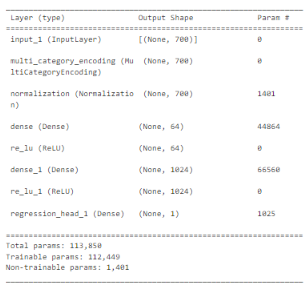 Layer (type) Output Shape Param #
input_1 (InputLayer) [(None, 700)] 0
multi_category_encoding (Mu (None, 700) 0
ltiCategoryEncoding)
normalization (Normalizatio (None, 700) 1401
n)
dense (Dense) (None, 64) 44864
re_lu (ReLU) (None, 64) 0
dense_1 (Dense) (None, 1024) 66560
re_lu_1 (ReLU) (None, 1024) 0
regression_head_1 (Dense) (None, 1) 1025
Total params: 113,850
Trainable params: 112,449
Non-trainable params: 1,401